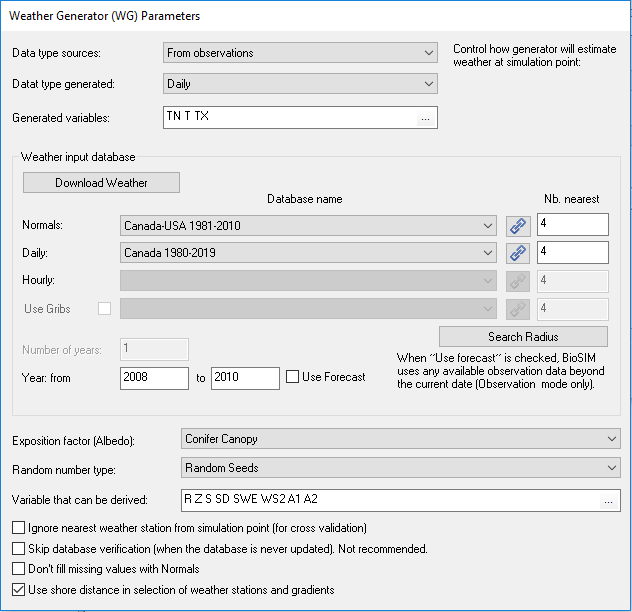 Weather Generator (WG) Parameters
Data type sources:
From observations
Control how generator will estimate
weather at simulation point:
Datat type generated:
Daily
Generated variables:
TN T TX
...
Weather input database
Download Weather
Database name
Nb. nearest
Normals:
Canada-USA 1981-2010
4
Daily:
Canada 1980-2019
4
Hourly:
4
Use Gribs
4
Search Radius
Number of years:
1
When ~Use forecast~ is checked, BioSIM
uses any available observation data beyond
the current date (Observation mode only).
Year: from
2008
to
2010
Use Forecast
Exposition factor (Albedo):
Conifer Canopy
Random number type:
Random Seeds
Variable that can be derived:
R Z S SD SWE WS2 A1 A2
...
Ignore nearest weather station from simulation point (for cross validation)
Skip database verification (when the database is never updated). Not recommended.
Don't fill missing values with Normals
Use shore distance in selection of weather stations and gradients